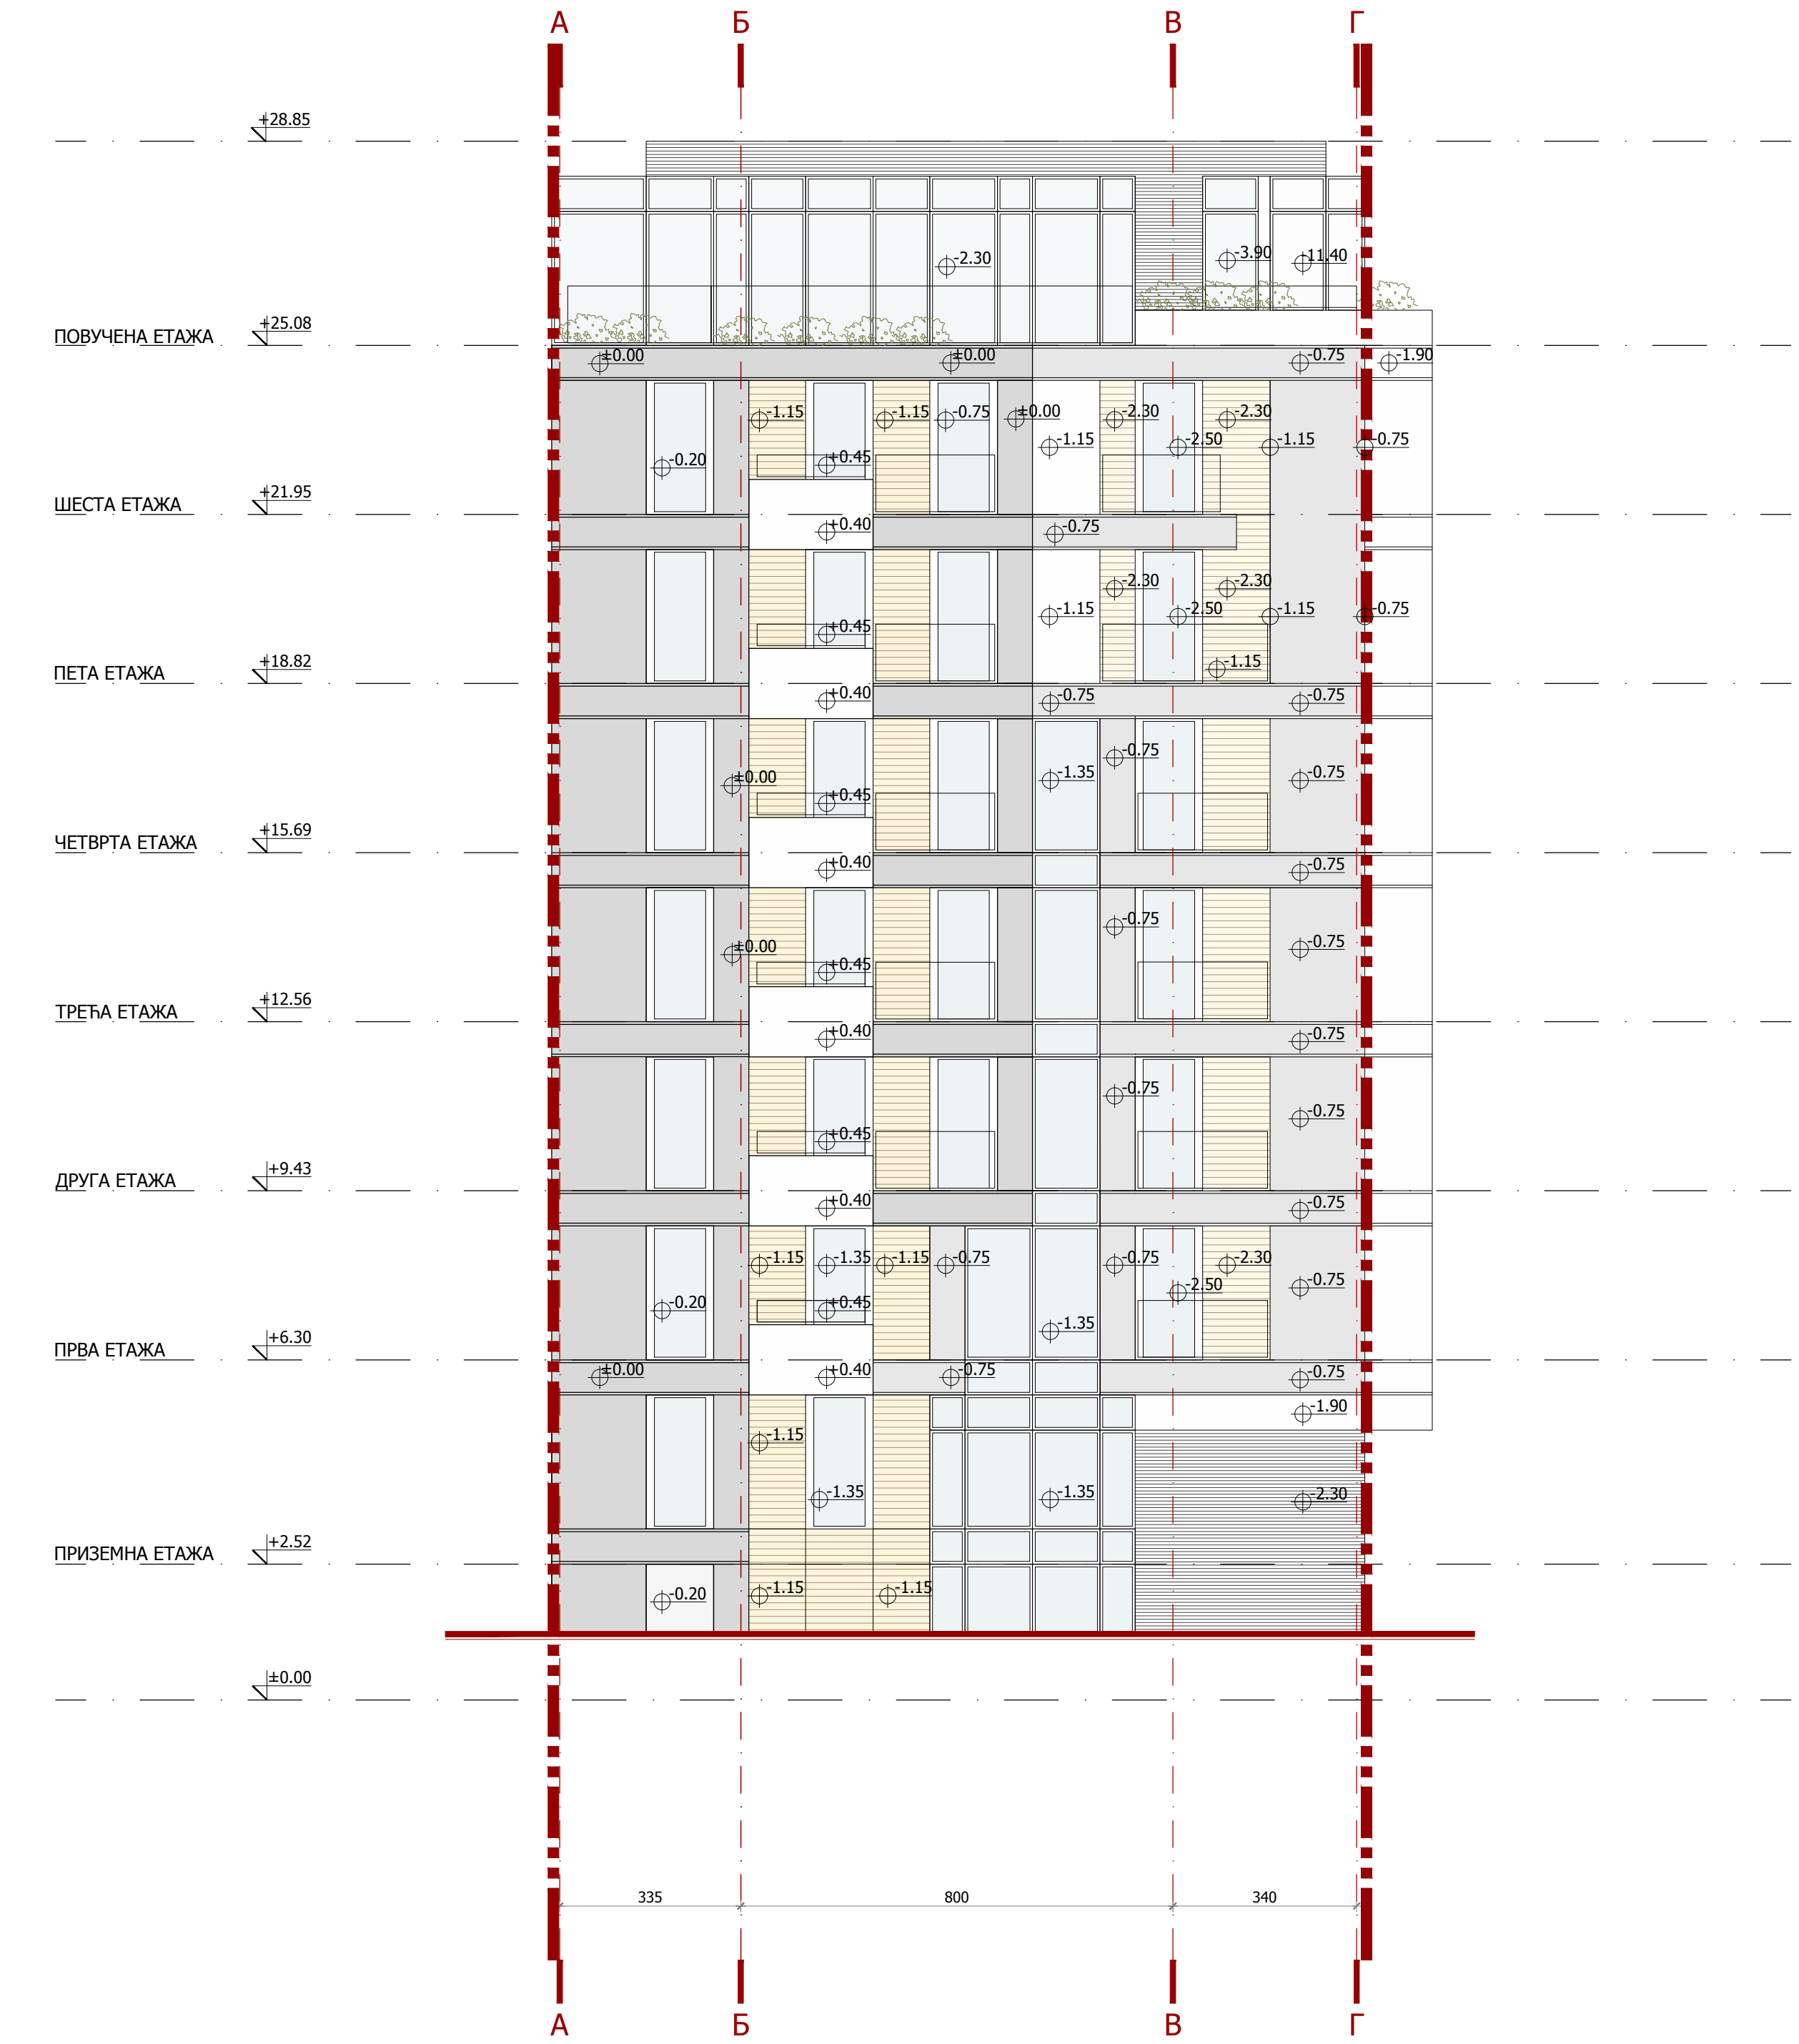 А Б В Г
+28.85
-2.30 -3.90 -11.40
ПОВУЧЕНА ЕТАЖА +25.08
±0.00 ±0.00 -0.75 -1.90
-1.15 -1.15 -0.75 ±0.00 -2.30 -2.30
-1.15 -2.50 -1.15 -0.75
-0.20 +0.45
ШЕСТА ЕТАЖА +21.95
+0.40 -0.75
-2.30 -2.30
-1.15 -2.50 -1.15 -0.75
+0.45
-1.15
ПЕТА ЕТАЖА +18.82
+0.40 -0.75 -0.75
-0.75
±0.00 -1.35 -0.75
+0.45
ЧЕТВРТА ЕТАЖА +15.69
+0.40 -0.75
-0.75
±0.00 -0.75
+0.45
ТРЕЋА ЕТАЖА +12.56
+0.40 -0.75
-0.75
-0.75
+0.45
ДРУГА ЕТАЖА +9.43
+0.40 -0.75
-1.15 -1.35 -1.15 -0.75 -0.75 -2.30
-2.50 -0.75
-0.20 +0.45
-1.35
ПРВА ЕТАЖА +6.30
±0.00 +0.40 -0.75 -0.75
-1.90
-1.15
-1.35 -1.35 -2.30
ПРИЗЕМНА ЕТАЖА +2.52
-0.20 -1.15 -1.15
±0.00
335 800 340
А Б В Г